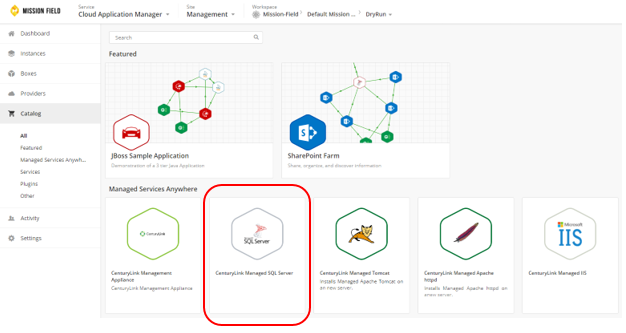 MISSION FIELD
Service
Cloud Application Manager
Site
Management
Workspace
Mission-Field
Default Mission ...
DryRun
Dashboard
Instances
Boxes
Providers
Catalog
All
Featured
Managed Services Anywh...
Services
Plugins
Other
Activity
Settings
Search
Featured
JBoss Sample Application
Demonstration of a 3 tier Java Application
SharePoint Farm
Share, organize, and discover information
Managed Services Anywhere
CenturyLink
CenturyLink Management
Appliance
CenturyLink Management Appliance
SQL Server
CenturyLink Managed SQL Server
CenturyLink Managed Tomcat
Installs Managed Apache Tomcat on
an new server.
CenturyLink Managed Apache
httpd
Installs Managed Apache httpd on
a new server.
Microsoft
IIS
CenturyLink Managed IIS